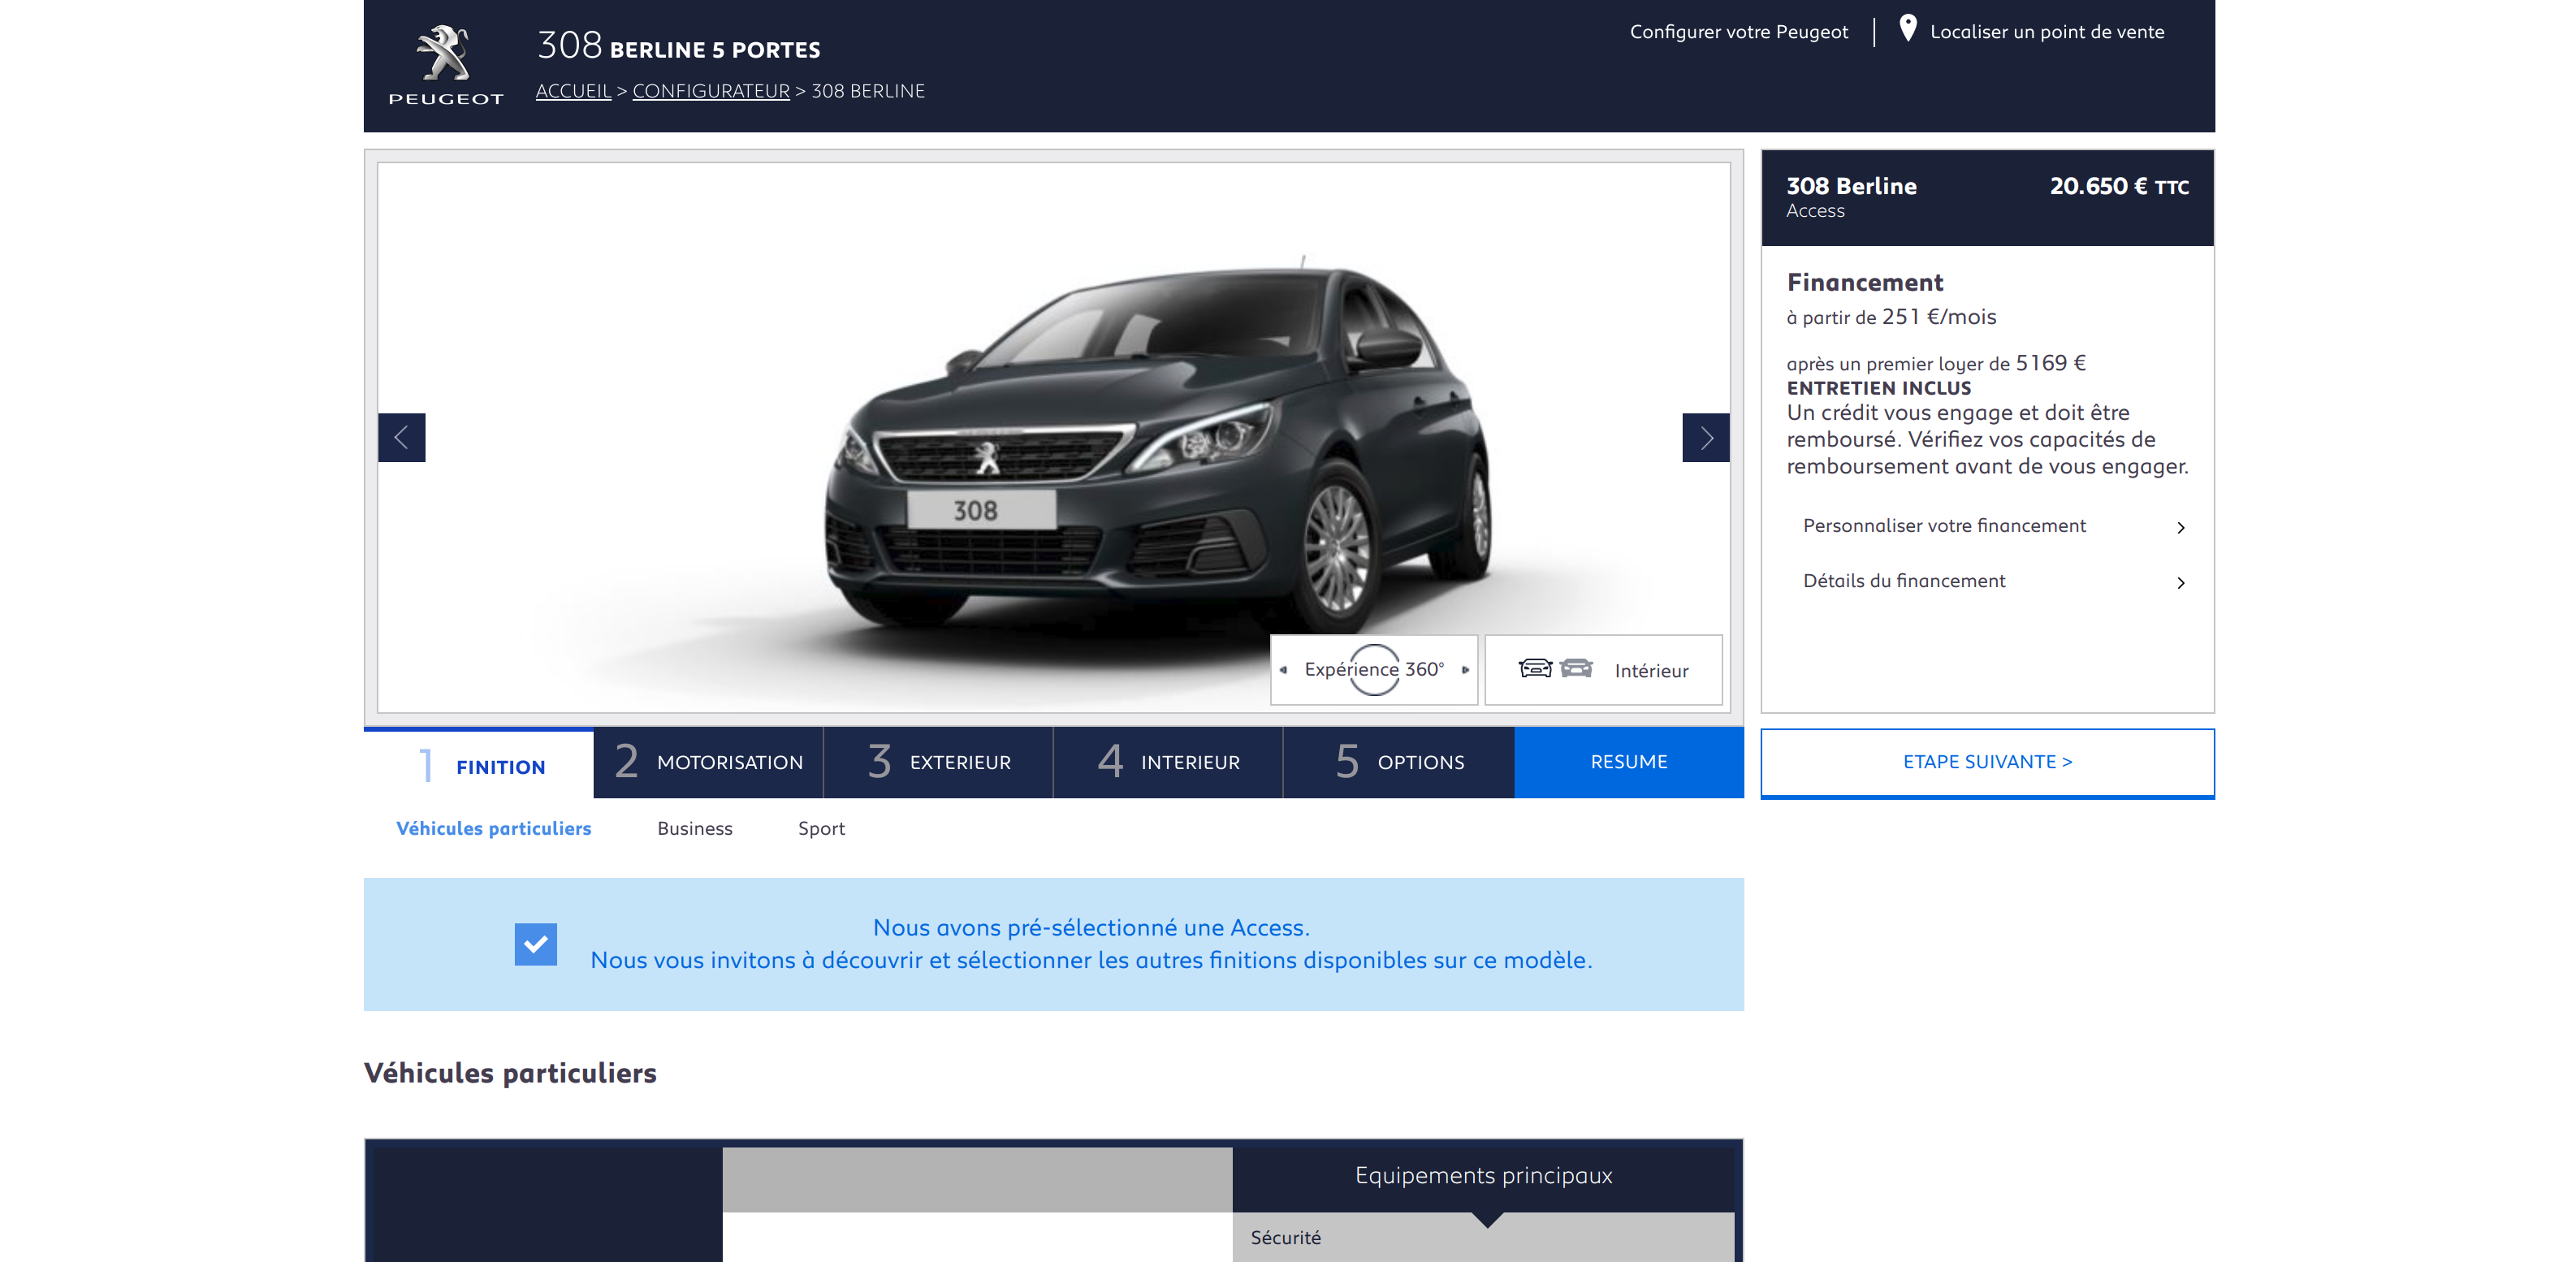 PEUGEOT
308 BERLINE 5 PORTES
ACCUEIL > CONFIGURATEUR > 308 BERLINE
Configurer votre Peugeot
Localiser un point de vente
308
Expérience 360°
Intérieur
308 Berline
20.650 € TTC
Access
Financement
à partir de 251 €/mois
après un premier loyer de 5169 €
ENTRETIEN INCLUS
Un crédit vous engage et doit être
remboursé. Vérifiez vos capacités de
remboursement avant de vous engager.
Personnaliser votre financement
Détails du financement
1 FINITION
2 MOTORISATION
3 EXTERIEUR
4 INTERIEUR
5 OPTIONS
RESUME
ETAPE SUIVANTE >
Véhicules particuliers
Business
Sport
Nous avons pré-sélectionné une Access.
Nous vous invitons à découvrir et sélectionner les autres finitions disponibles sur ce modèle.
Véhicules particuliers
Equipements principaux
Sécurité